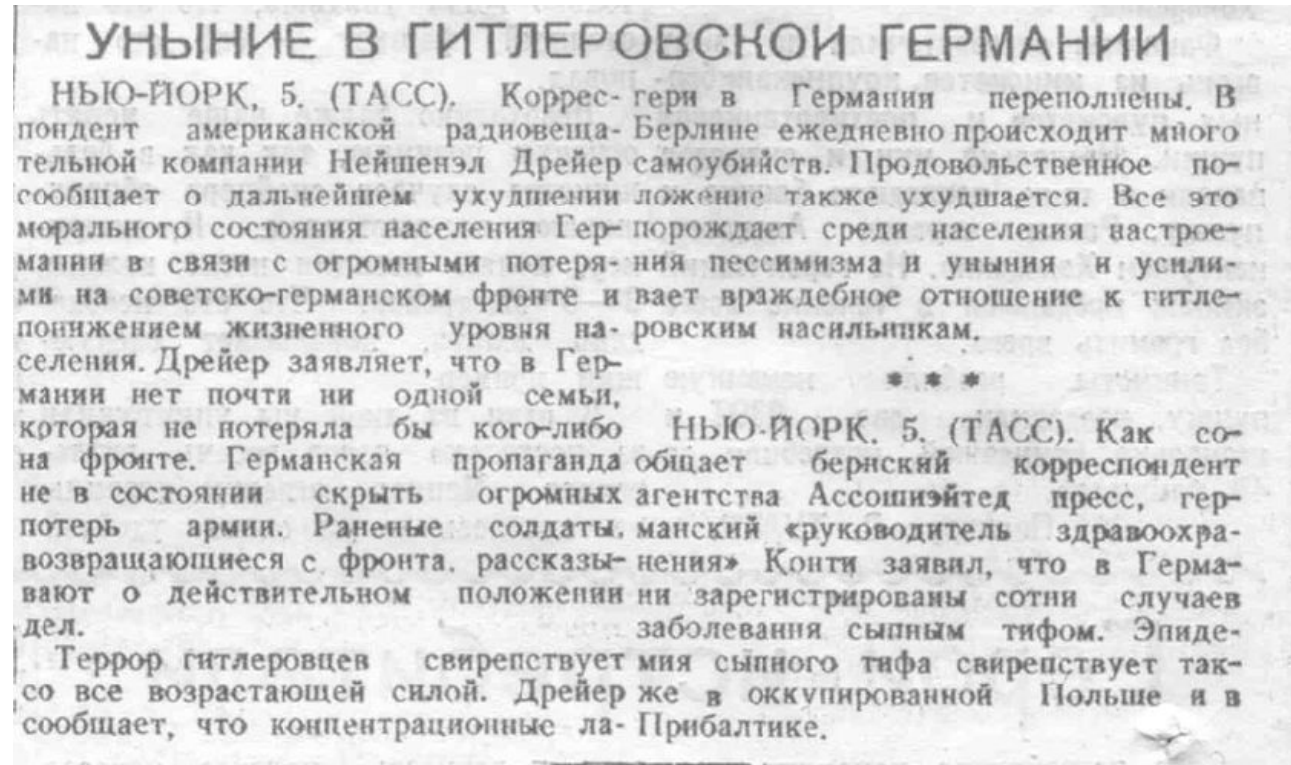 УНЫНИЕ В ГИТЛЕРОВСКОЙ ГЕРМАНИИ
НЬЮ-ЙОРК, 5. (ТАСС). Коррес-
пондент американской радиовеща-
тельной компании Нейшенэл Дрейер
сообщает о дальнейшем ухудшении
морального состояния населения Гер-
мании в связи с огромными потеря-
ми на советско-германском фронте и
понижением жизненного уровня на-
селения. Дрейер заявляет, что в Гер-
мании нет почти ни одной семьи,
которая не потеряла бы кого-либо
на фронте. Германская пропаганда
не в состоянии скрыть огромных
потерь армии. Раненые солдаты,
возвращающиеся с фронта, рассказы-
вают о действительном положении
дел.
Террор гитлеровцев свирепствует
со все возрастающей силой. Дрейер
сообщает, что концентрационные ла-
гери в Германии переполнены. В
Берлине ежедневно происходит много
самоубийств. Продовольственное по-
ложение также ухудшается. Все это
порождает среди населения настрое-
ния пессимизма и уныния и усили-
вает враждебное отношение к гитле-
ровским насильникам.
* * *
НЬЮ-ЙОРК. 5. (ТАСС). Как со-
общает бернский корреспондент
агентства Ассошиэйтед пресс, гер-
манский «руководитель здравоохра-
нения» Конти заявил, что в Герма-
нии зарегистрированы сотни случаев
заболевания сыпным тифом. Эпиде-
мия сыпного тифа свирепствует так-
же в оккупированной Польше и в
Прибалтике.